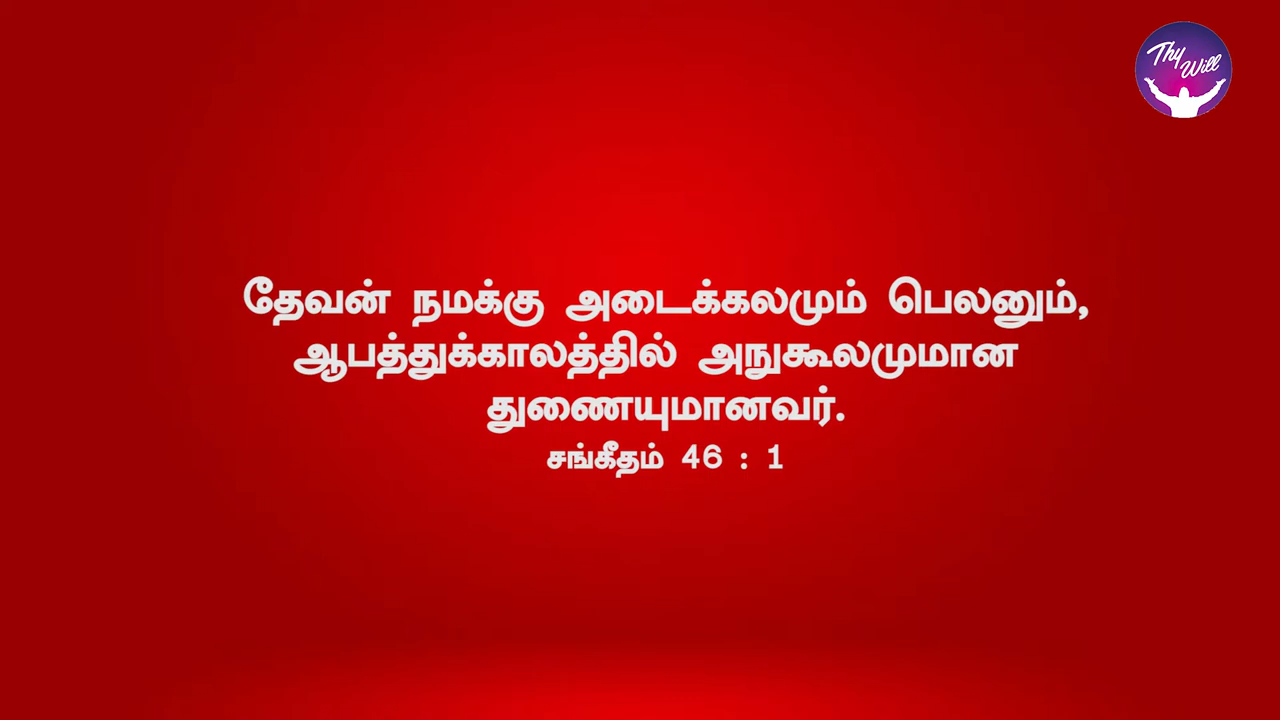 Thy Will
தேவன் நமக்கு அடைக்கலமும் பெலனும்,
ஆபத்துக்காலத்தில் அநுகூலமுமான
துணையுமானவர்.
சங்கீதம் 46 : 1